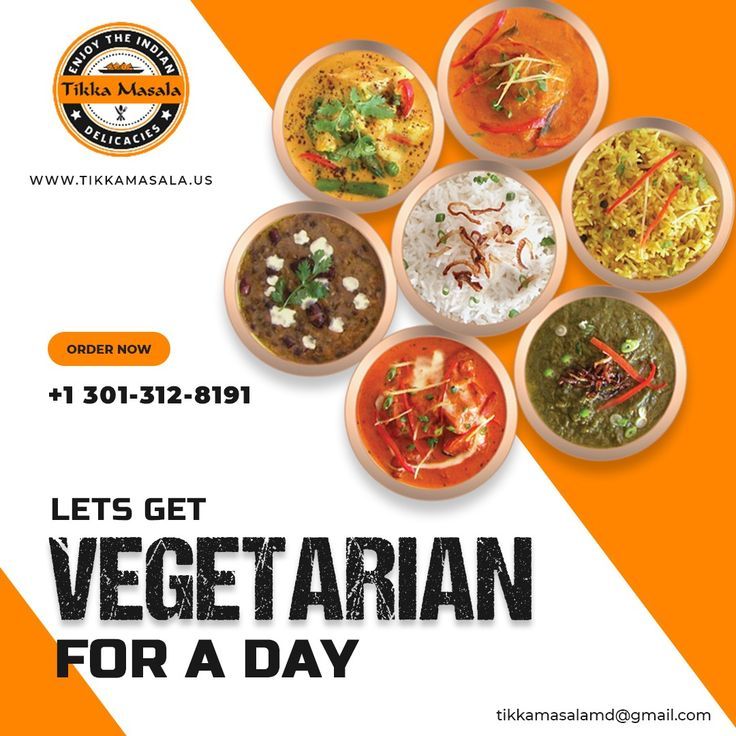 ENJOY THE INDIAN
Tikka Masala
DELICACIES
WWW.TIKKAMASALA.US
ORDER NOW
+1 301-312-8191
LETS GET
VEGETARIAN
FOR A DAY
tikkamasalamd@gmail.com